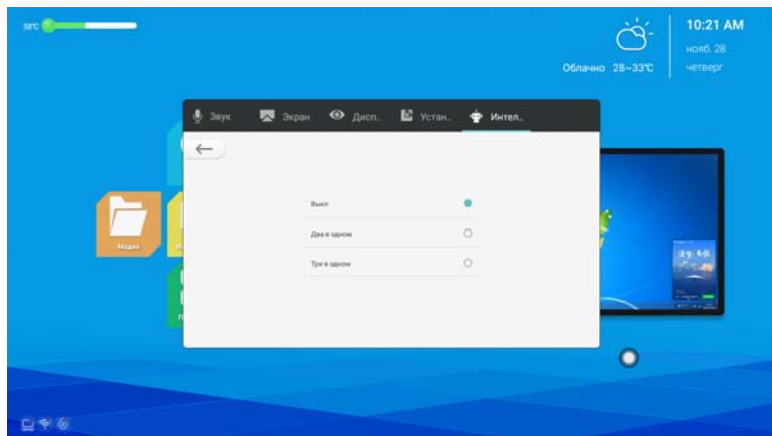 38°C
10:21 AM
нояб. 28
Облачно 28~33°C
четверг
Звук
Экран
Дисп..
Устан..
Интел..
Выкл
Два в одном
Три в одном
Медиа